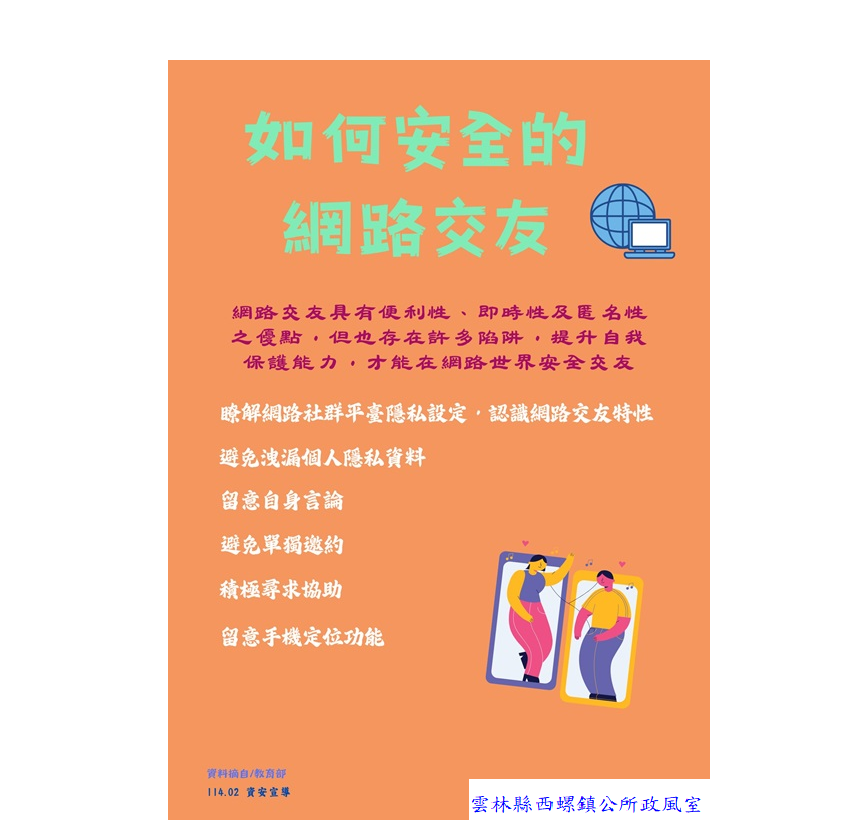 如何安全的
網路交友
網路交友具有便利性、即時性及匿名性
之優點，但也存在許多陷阱，提升自我
保護能力，才能在網路世界安全交友
瞭解網路社群平臺隱私設定，認識網路交友特性
避免洩漏個人隱私資料
留意自身言論
避免單獨邀約
積極尋求協助
留意手機定位功能
資料摘自/教育部
114.02 資安宣導
雲林縣西螺鎮公所政風室